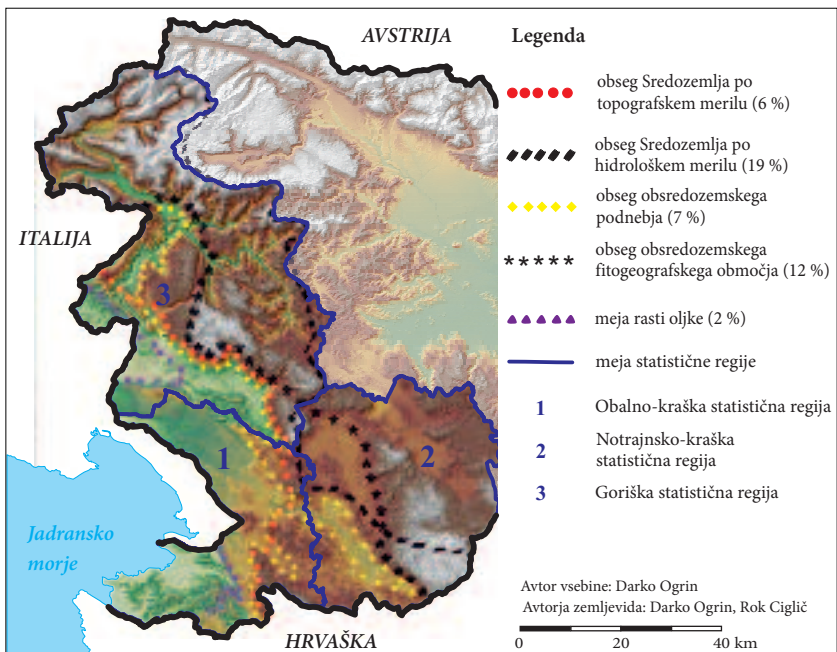 AVSTRIJA
ITALIJA
3
1
2
Jadransko
morje
HRVAŠKA
Legenda
obseg Sredozemlja po
topografskem merilu (6 %)
obseg Sredozemlja po
hidrološkem merilu (19 %)
obseg obsredozemskega
podnebja (7 %)
obseg obsredozemskega
fitogeografskega območja (12 %)
meja rasti oljke (2 %)
meja statistične regije
1 Obalno-kraška statistična regija
2 Notrajnsko-kraška
statistična regija
3 Goriška statistična regija
Avtor vsebine: Darko Ogrin
Avtorja zemljevida: Darko Ogrin, Rok Ciglič
0 20 40 km